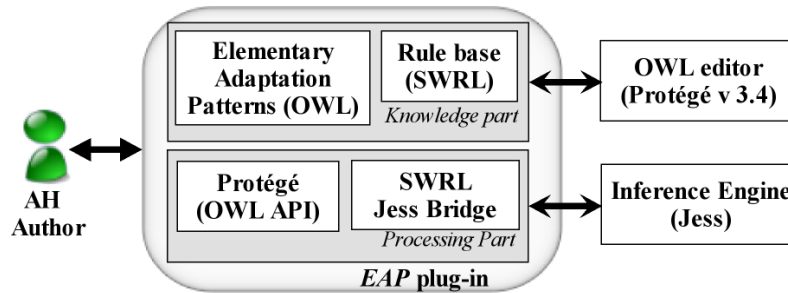 Elementary
Adaptation
Patterns (OWL)
Rule base
(SWRL)
Knowledge part
OWL editor
(Protégé v 3.4)
AH
Author
Protégé
(OWL API)
SWRL
Jess Bridge
Processing Part
Inference Engine
(Jess)
EAP plug-in